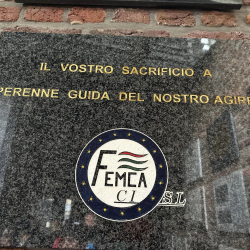 IL VOSTRO SACRIFICIO A
PERENNE GUIDA DEL NOSTRO AGIRE
FEMCA
CISL